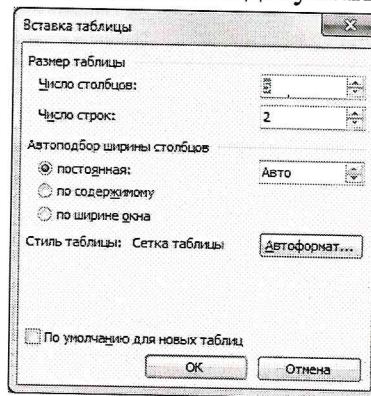 Вставка таблицы
Размер таблицы
Число столбцов:
Число строк: 2
Автоподбор ширины столбцов
постоянная: Авто
по содержимому
по ширине окна
Стиль таблицы: Сетка таблицы Автоформат...
По умолчанию для новых таблиц
ОК Отмена